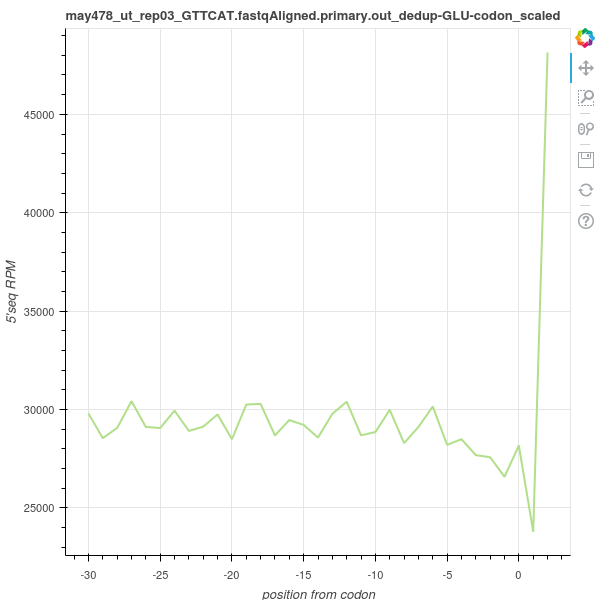 may478_ut_rep03_GTTCAT.fastqAligned.primary.out_dedup-GLU-codon_scaled
45000
40000
35000
30000
25000
5'seq RPM
-30 -25 -20 -15 -10 -5 0
position from codon